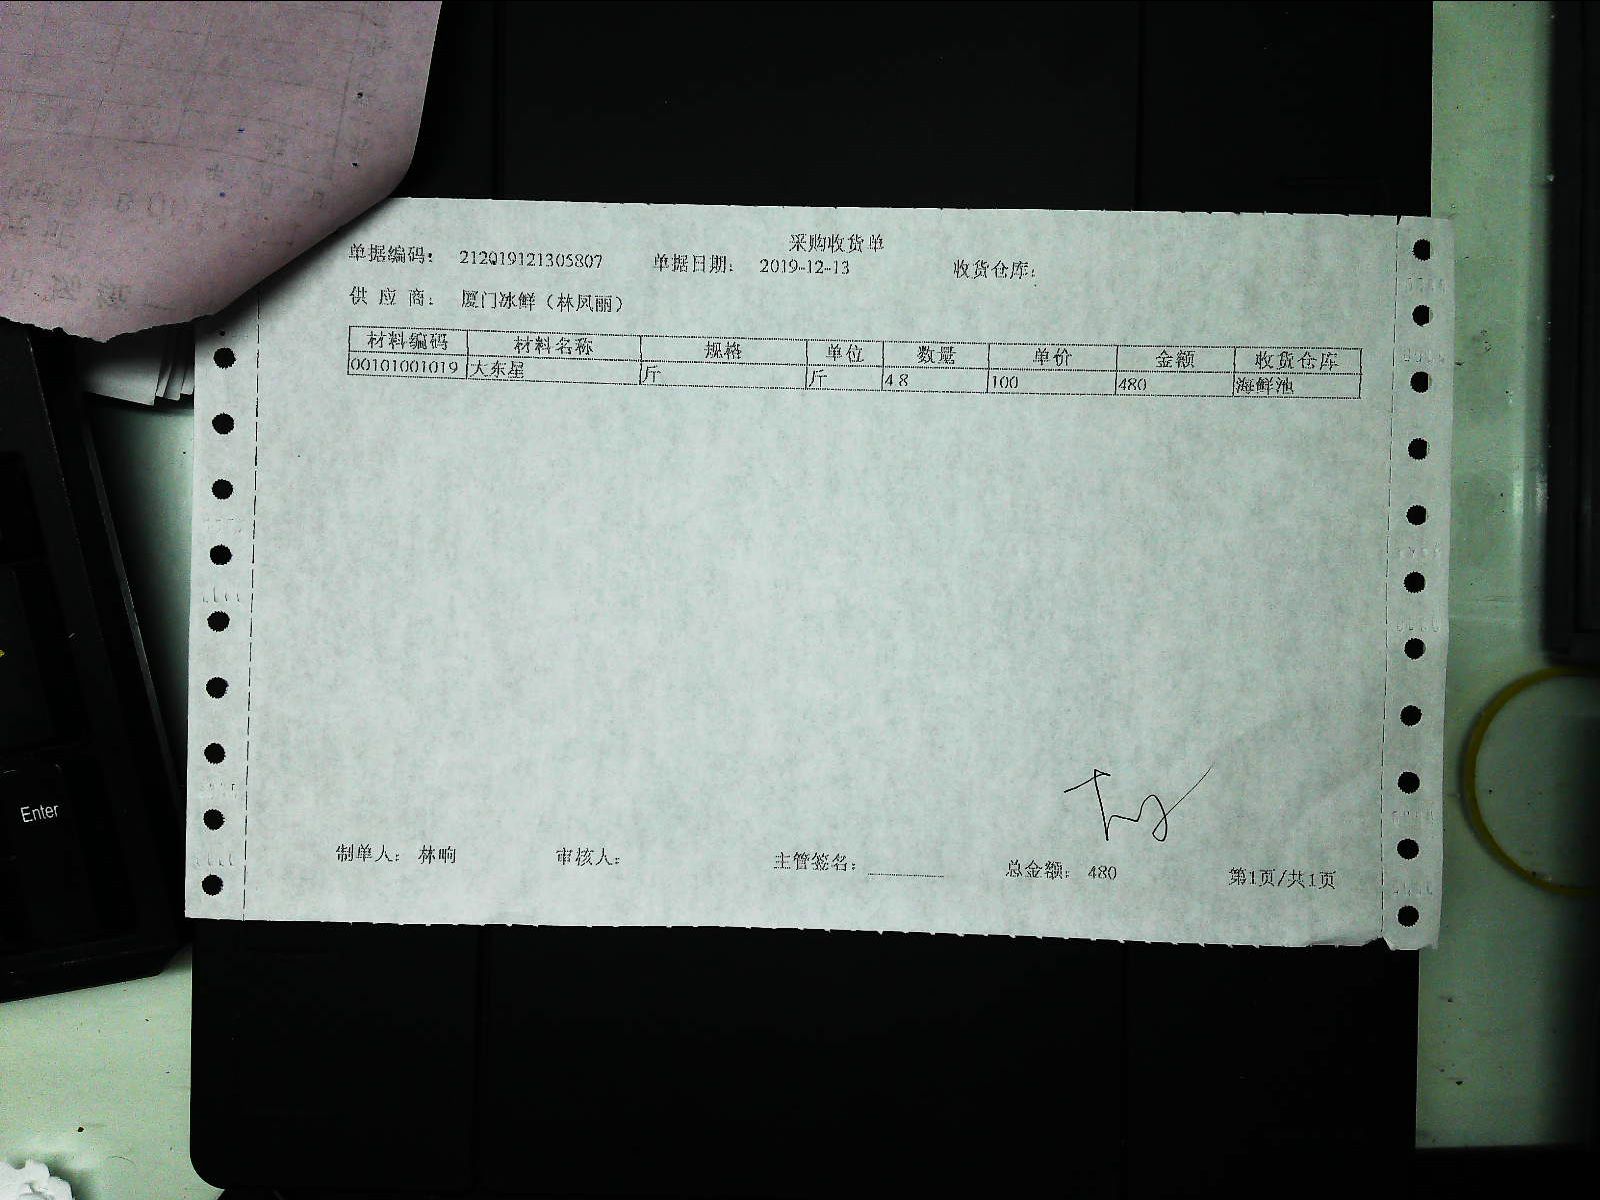 采购收货单
单据编码: 212019121305807 单据日期: 2019-12-13 收货仓库:
供 应 商: 厦门冰鲜（林凤丽）
材料编码 材料名称 规格 单位 数量 单价 金额 收货仓库
00101001019 大东星 斤 斤 4.8 100 480 海鲜池
制单人: 林响 审核人: 主管签名: 总金额: 480 第1页/共1页
Enter